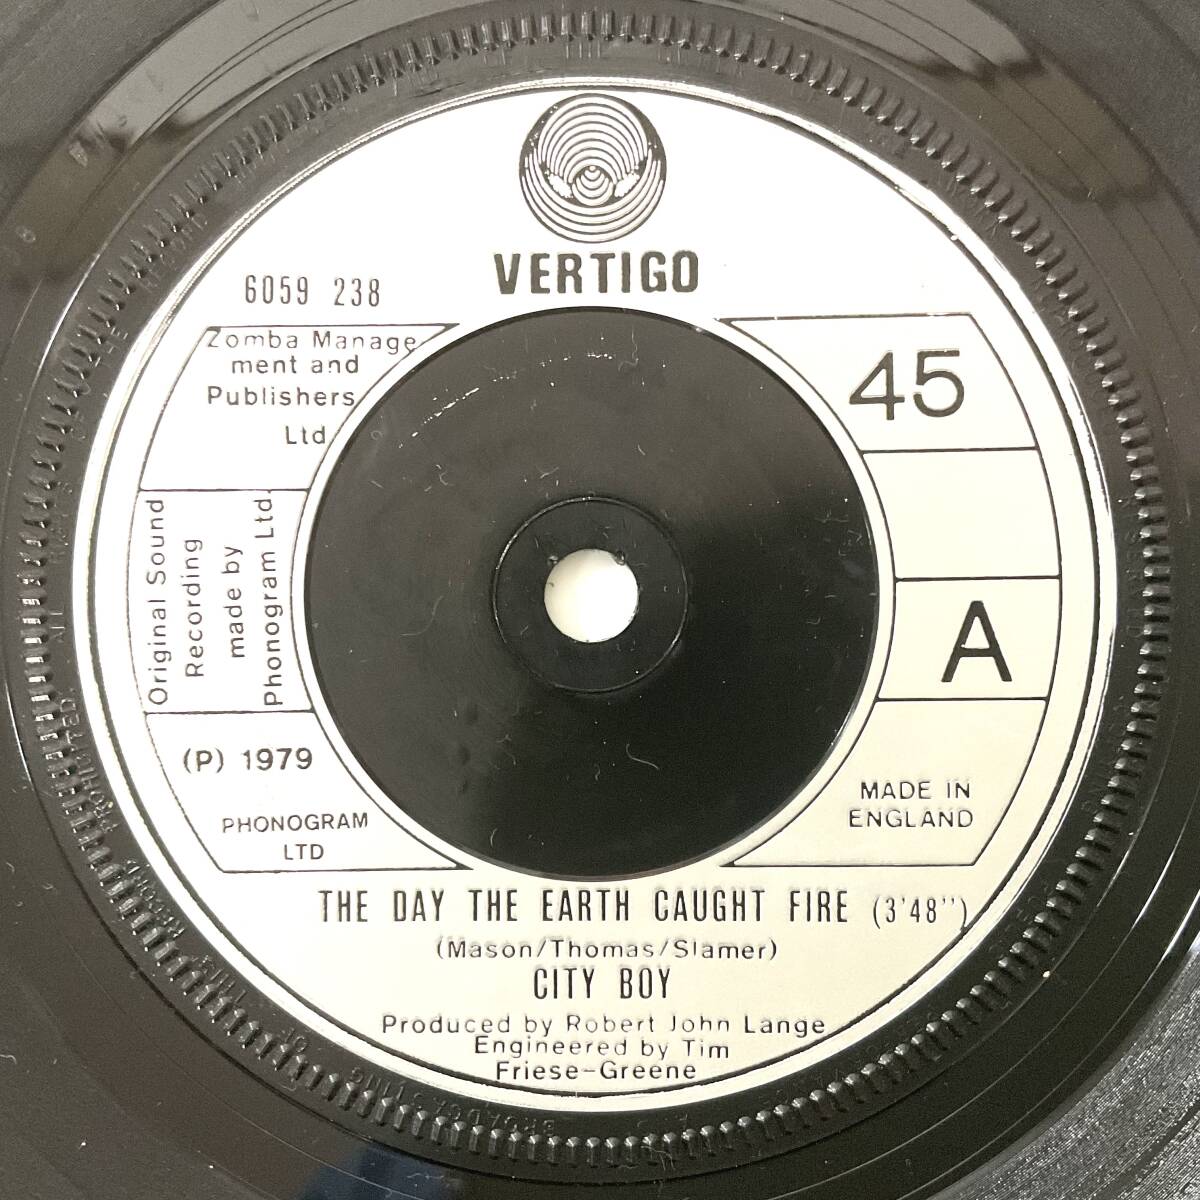 VERTIGO
6059 238
Zomba Manage
ment and
Publishers
Ltd
45
Original Sound
Recording
made by
Phonogram Ltd.
A
(P) 1979
PHONOGRAM
LTD
MADE IN
ENGLAND
THE DAY THE EARTH CAUGHT FIRE (3'48")
(Mason/Thomas/Slamer)
CITY BOY
Produced by Robert John Lange
Engineered by Tim
Friese-Greene